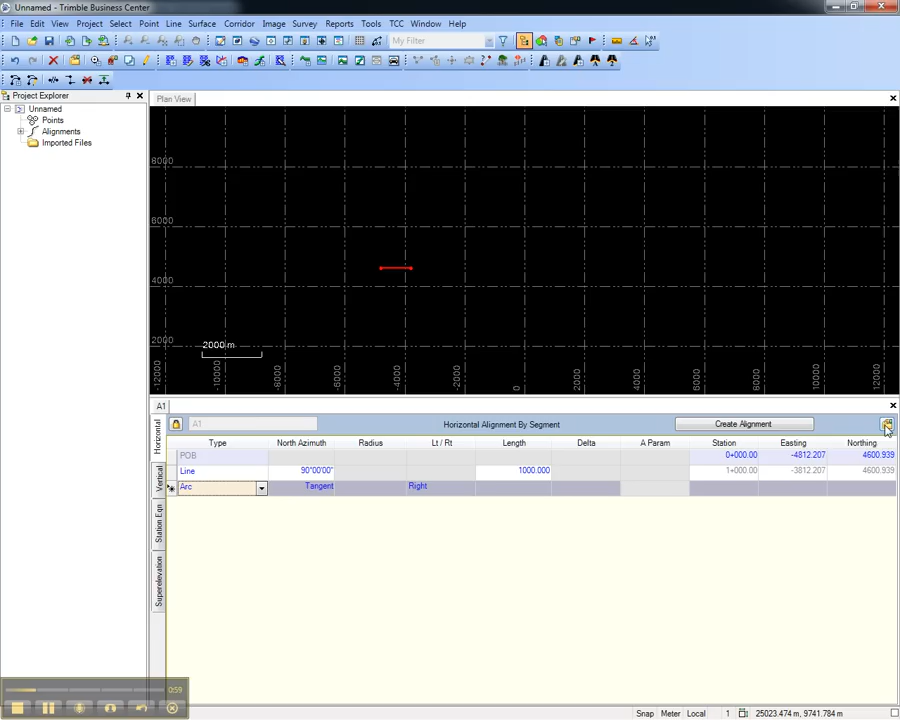 Unnamed - Trimble Business Center
File Edit View Project Select Point Line Surface Corridor Image Survey Reports Tools TCC Window Help
My Filter
Project Explorer
Unnamed
Points
Alignments
Imported Files
Plan View
8000
6000
4000
2000
2000 m
-12000 -10000 -8000 -6000 -4000 -2000 0 2000 4000 6000 8000 10000 12000
A1
A1 Horizontal Alignment By Segment Create Alignment
Horizontal
Vertical
Station Eqn
Superelevation
Type North Azimuth Radius Lt / Rt Length Delta A Param Station Easting Northing
POB 0+000.00 -4812.207 4600.939
Line 90°00'00" 1000.000 1+000.00 -3812.207 4600.939
Arc Tangent Right
0:59
Snap Meter Local 1 25023.474 m, 9741.784 m